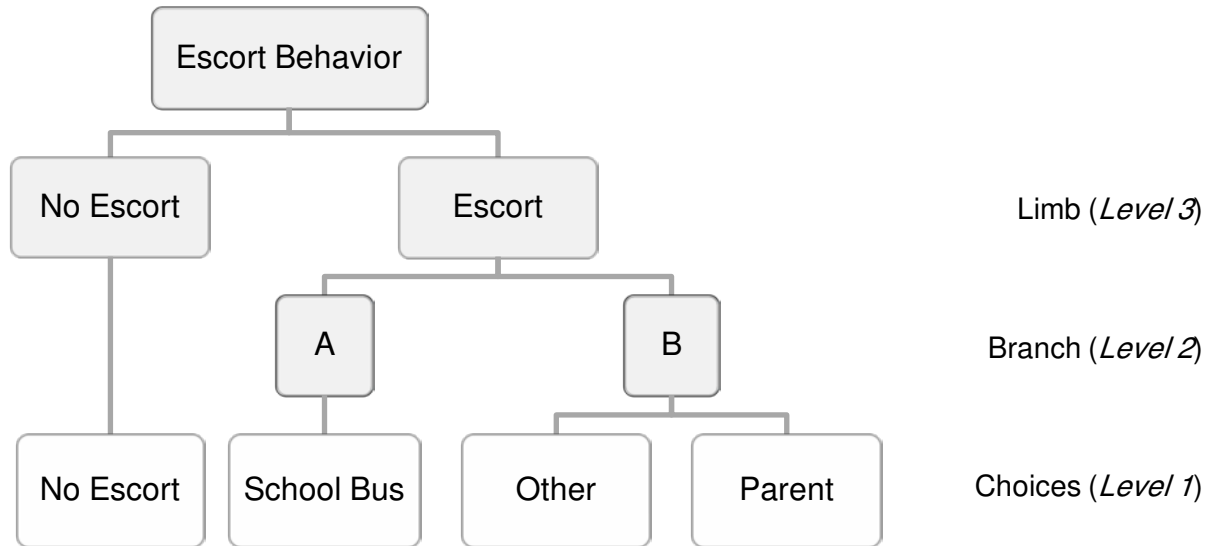 Escort Behavior
No Escort
Escort
Limb (Level 3)
A
B
Branch (Level 2)
No Escort
School Bus
Other
Parent
Choices (Level 1)